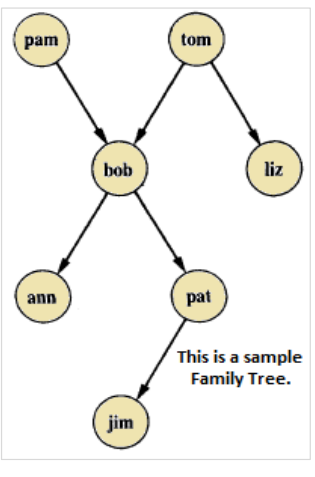 pam
tom
bob
liz
ann
pat
This is a sample
Family Tree.
jim